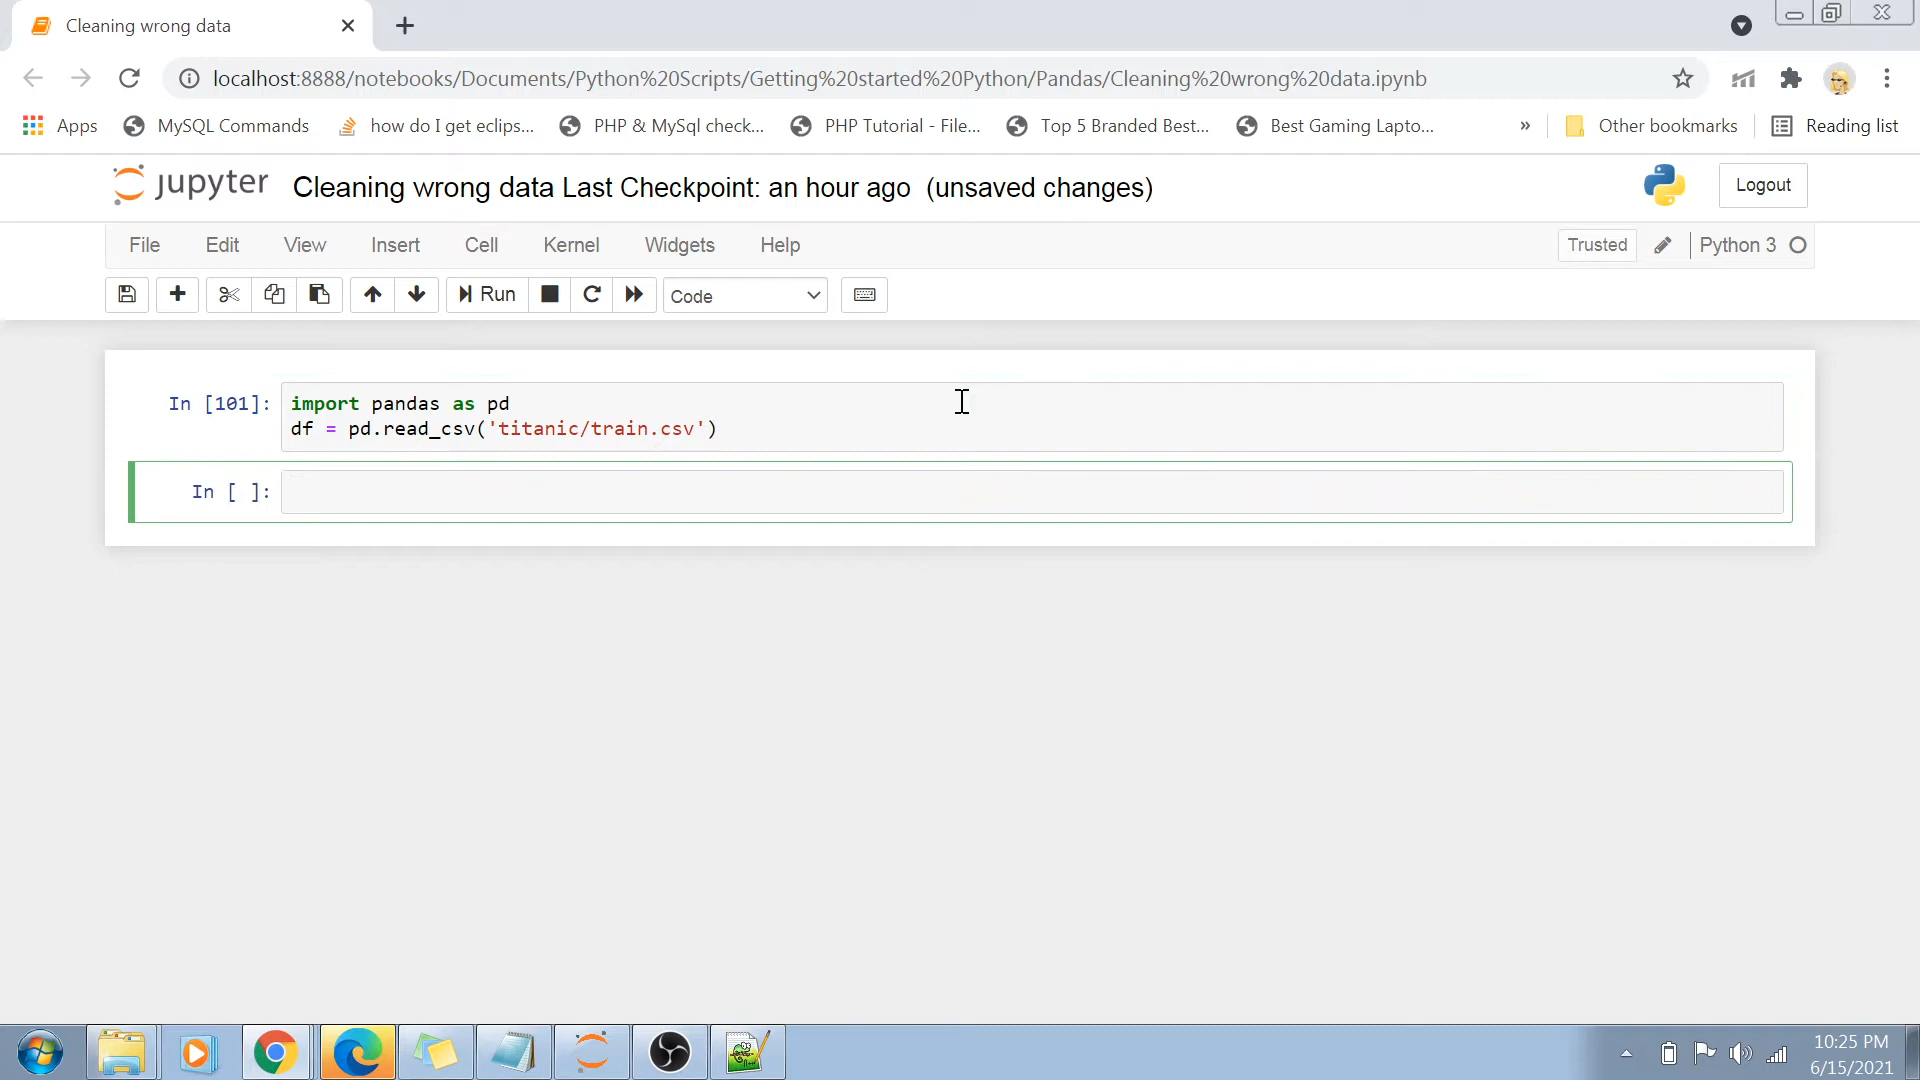 Cleaning wrong data
localhost:8888/notebooks/Documents/Python%20Scripts/Getting%20started%20Python/Pandas/Cleaning%20wrong%20data.ipynb
Apps MySQL Commands how do I get eclips... PHP & MySql check... PHP Tutorial - File... Top 5 Branded Best... Best Gaming Lapto... » Other bookmarks Reading list
jupyter Cleaning wrong data Last Checkpoint: an hour ago (unsaved changes) Logout
File Edit View Insert Cell Kernel Widgets Help Trusted Python 3
Run Code
In [101]: import pandas as pd
df = pd.read_csv('titanic/train.csv')
In [ ]:
10:25 PM
6/15/2021